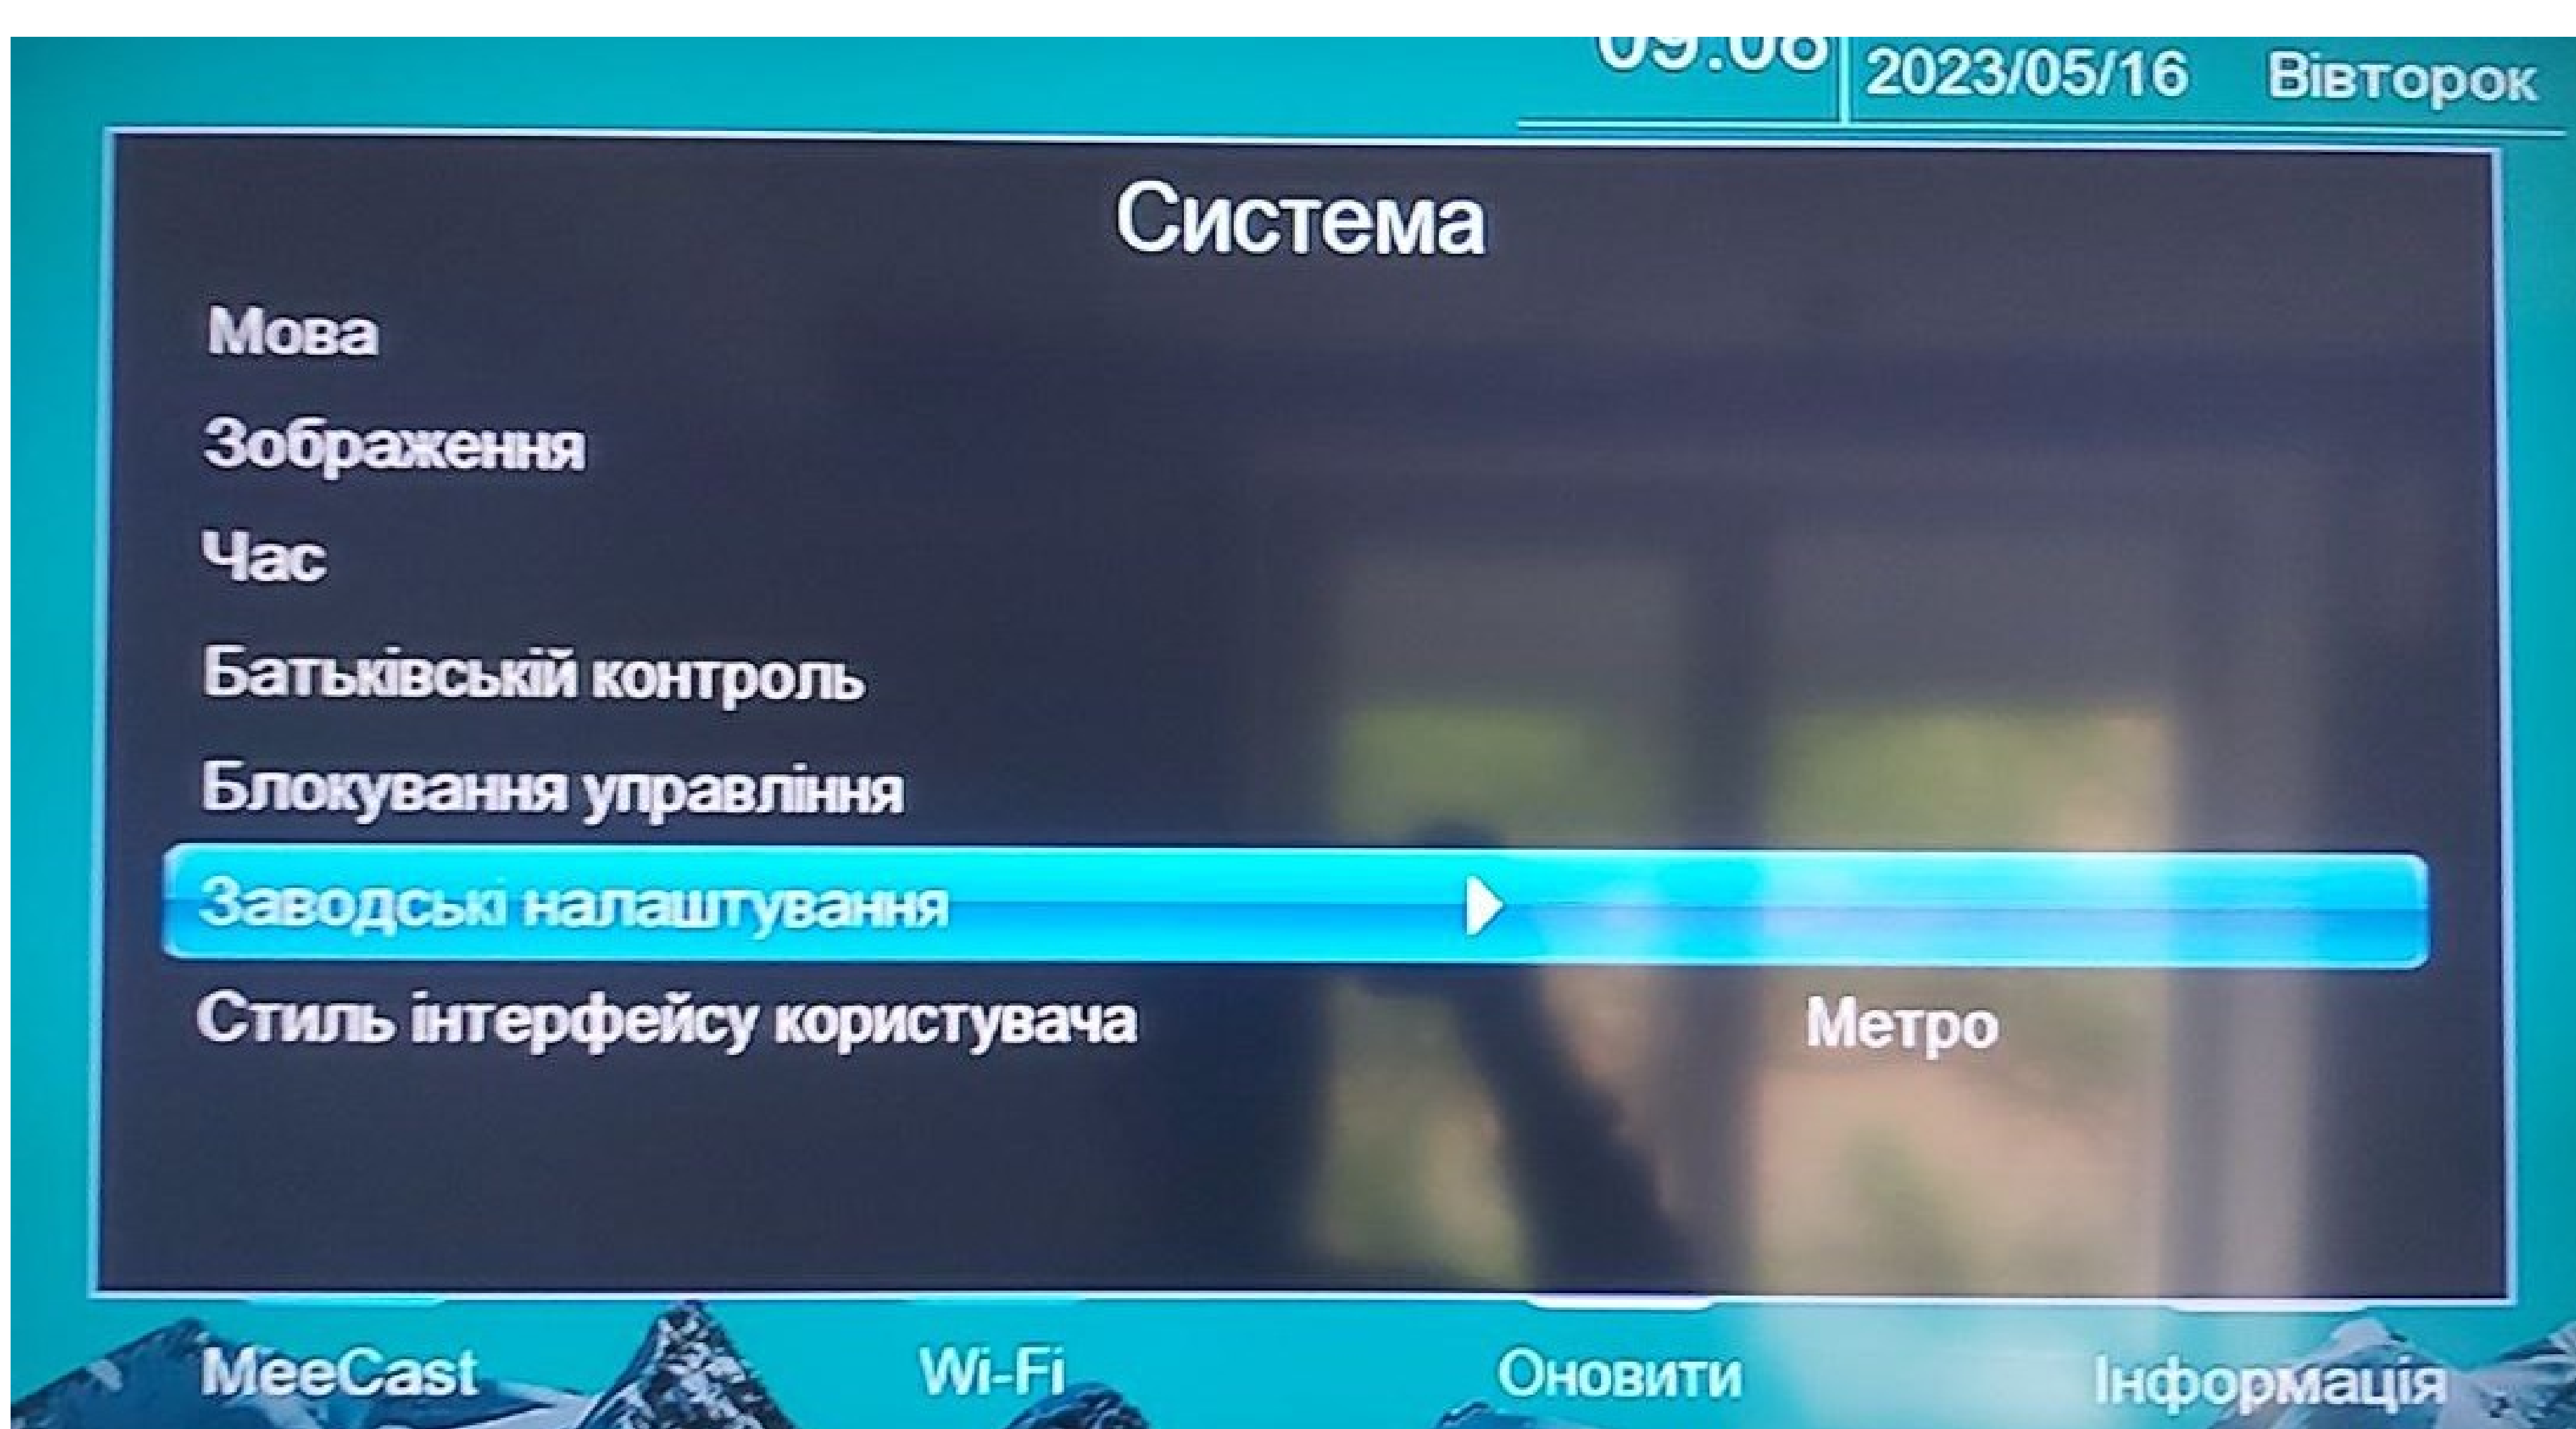 2023/05/16 Вівторок
Система
Мова
Зображення
Час
Батьківській контроль
Блокування управління
Заводські налаштування
Стиль інтерфейсу користувача Метро
MeeCast Wi-Fi Оновити Інформація